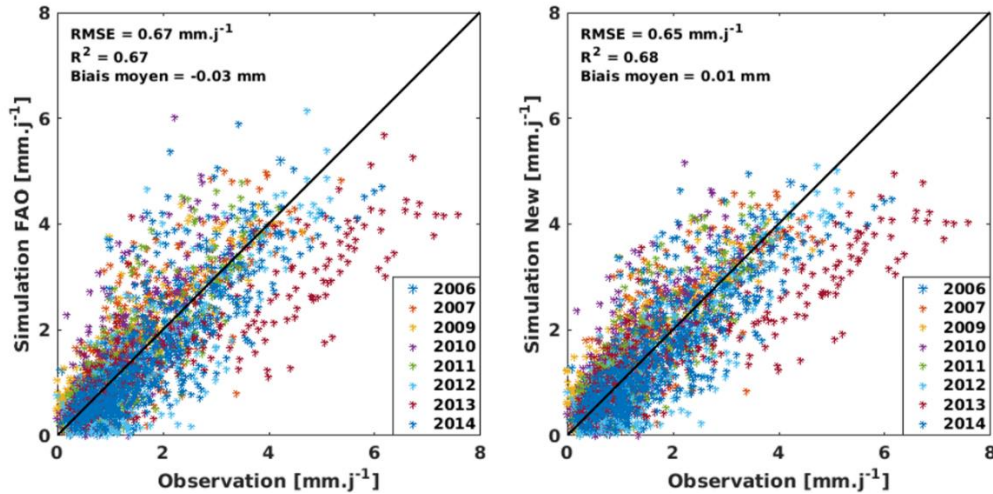 RMSE = 0.67 mm.j⁻¹
R² = 0.67
Biais moyen = -0.03 mm
Simulation FAO [mm.j⁻¹]
8
6
4
2
0
0 2 4 6 8
Observation [mm.j⁻¹]
2006
2007
2009
2010
2011
2012
2013
2014
RMSE = 0.65 mm.j⁻¹
R² = 0.68
Biais moyen = 0.01 mm
Simulation New [mm.j⁻¹]
8
6
4
2
0
0 2 4 6 8
Observation [mm.j⁻¹]
2006
2007
2009
2010
2011
2012
2013
2014